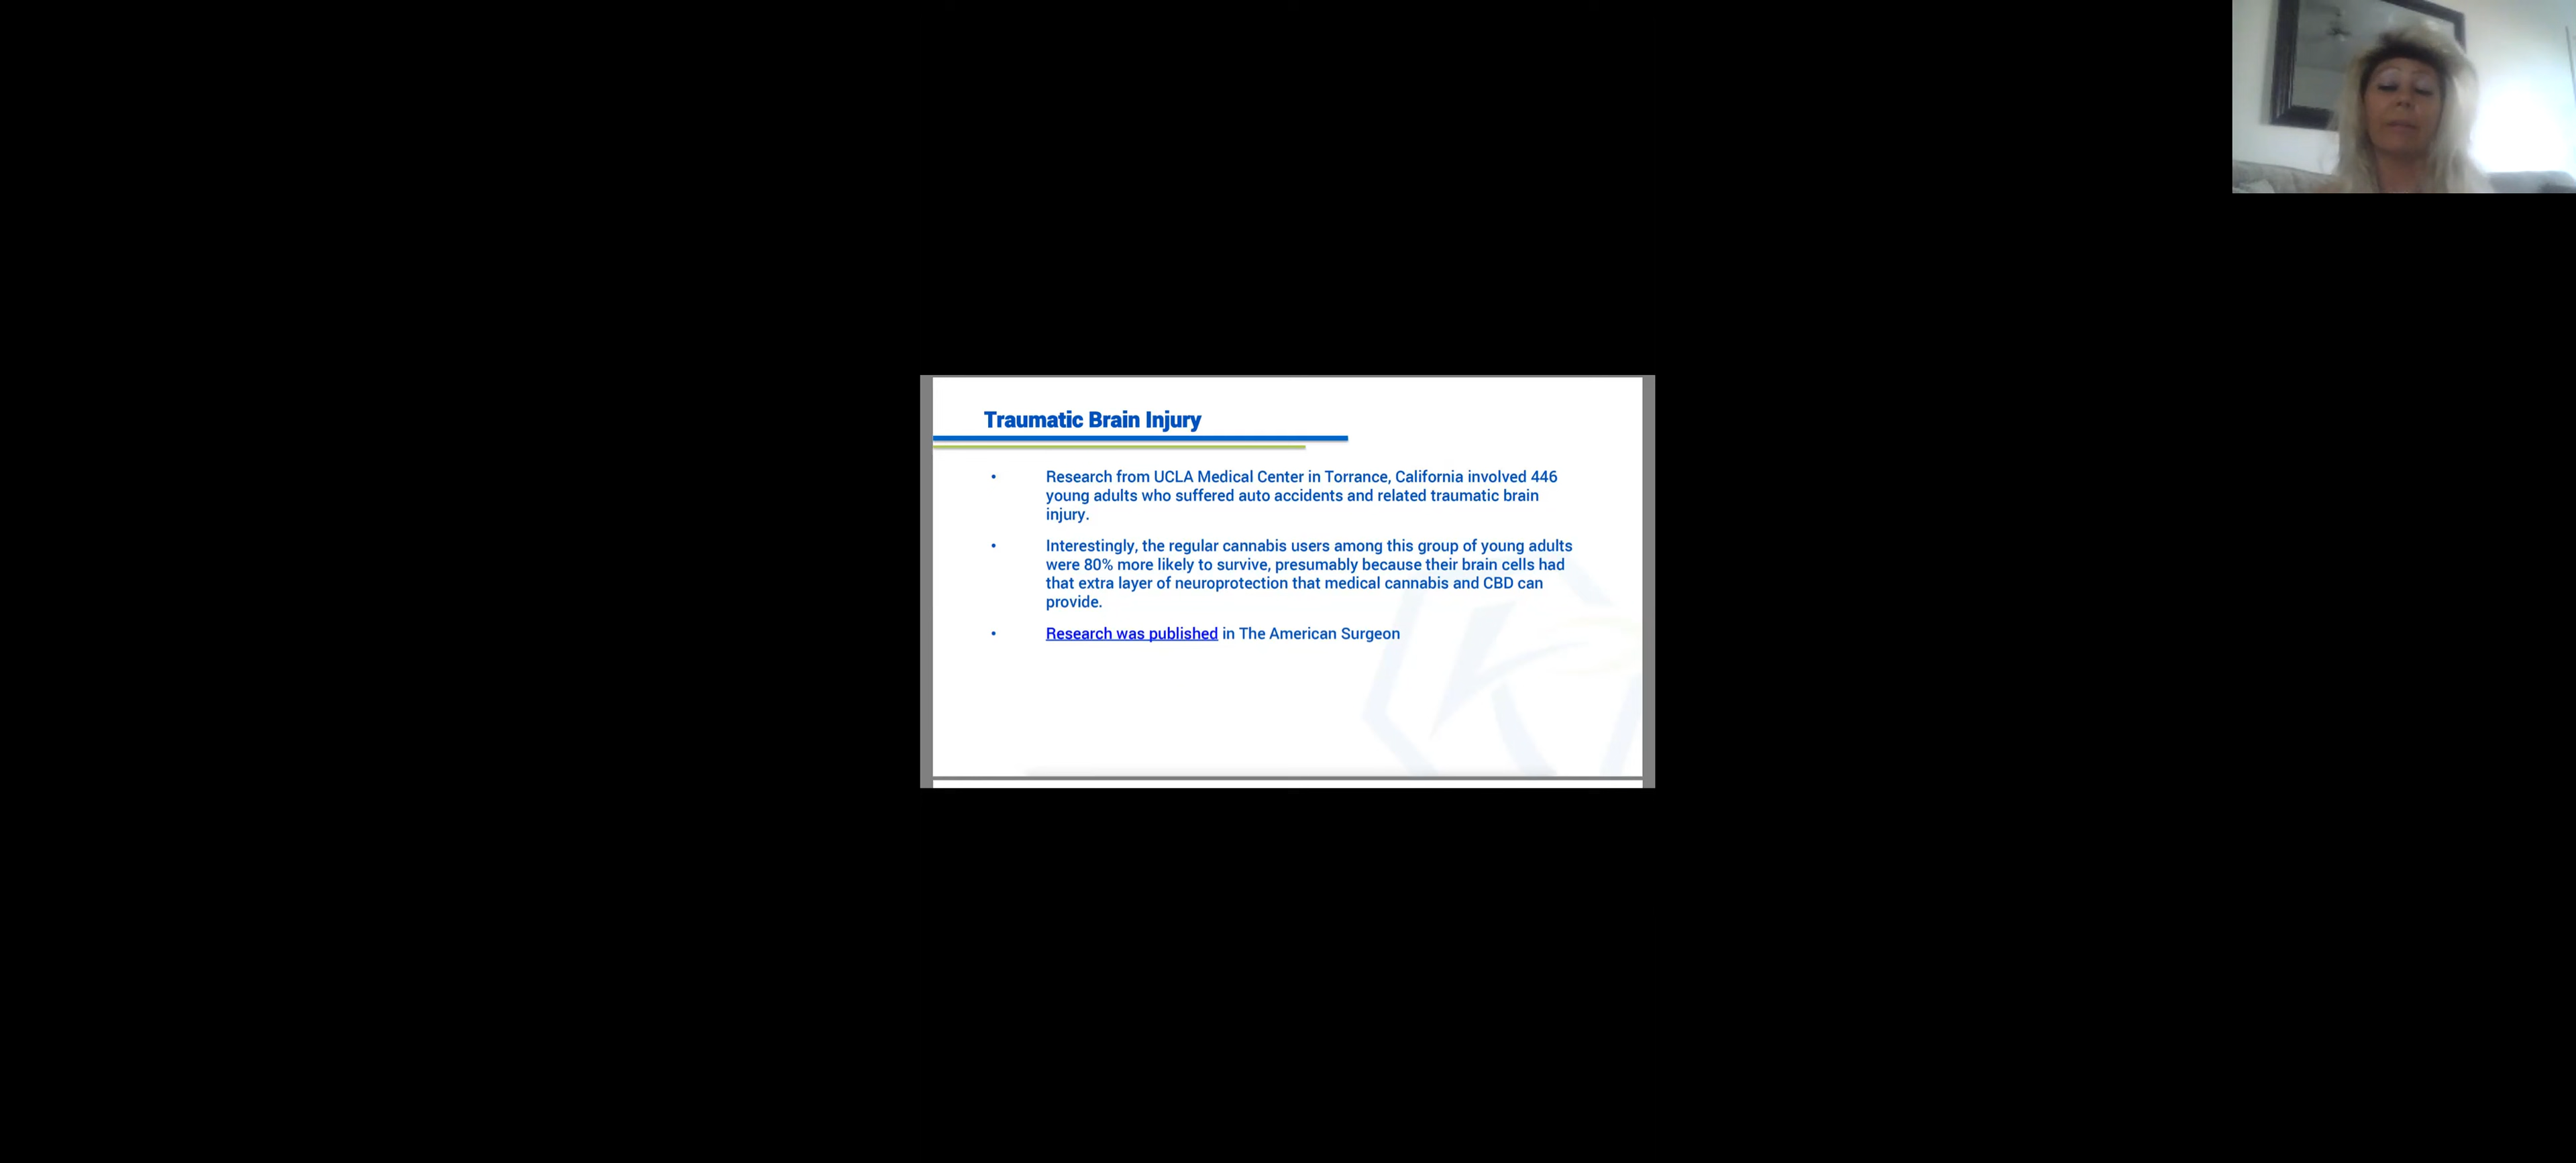 Traumatic Brain Injury
• Research from UCLA Medical Center in Torrance, California involved 446
young adults who suffered auto accidents and related traumatic brain
injury.
• Interestingly, the regular cannabis users among this group of young adults
were 80% more likely to survive, presumably because their brain cells had
that extra layer of neuroprotection that medical cannabis and CBD can
provide.
• Research was published in The American Surgeon